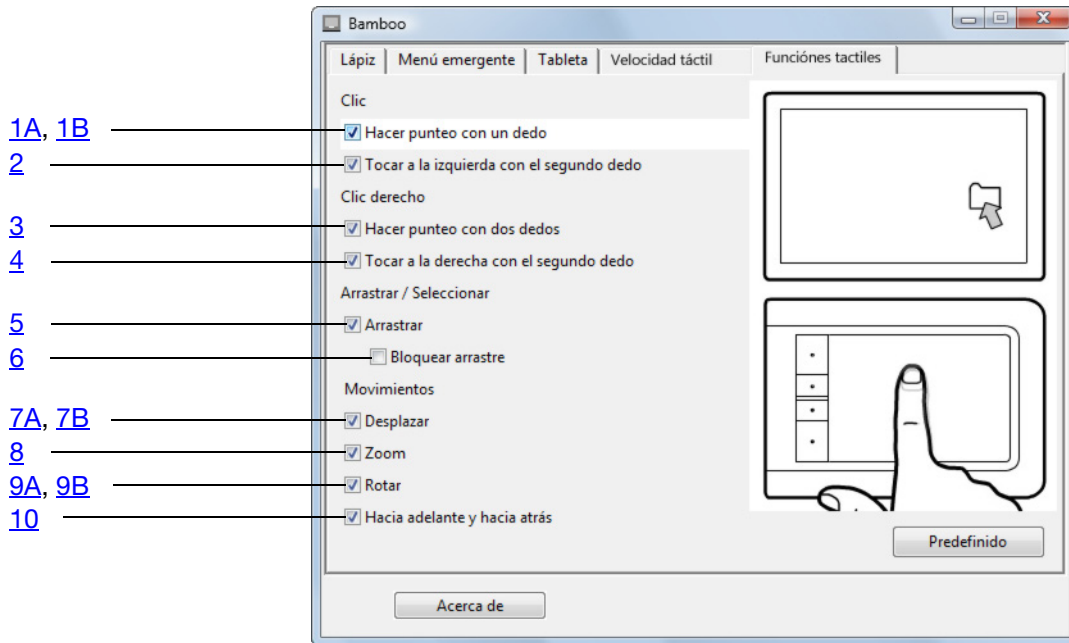 Bamboo
Lápiz Menú emergente Tableta Velocidad táctil Funciónes tactiles
Clic
1A, 1B Hacer punteo con un dedo
2 Tocar a la izquierda con el segundo dedo
Clic derecho
3 Hacer punteo con dos dedos
4 Tocar a la derecha con el segundo dedo
Arrastrar / Seleccionar
5 Arrastrar
6 Bloquear arrastre
Movimientos
7A, 7B Desplazar
8 Zoom
9A, 9B Rotar
10 Hacia adelante y hacia atrás
Predefinido
Acerca de